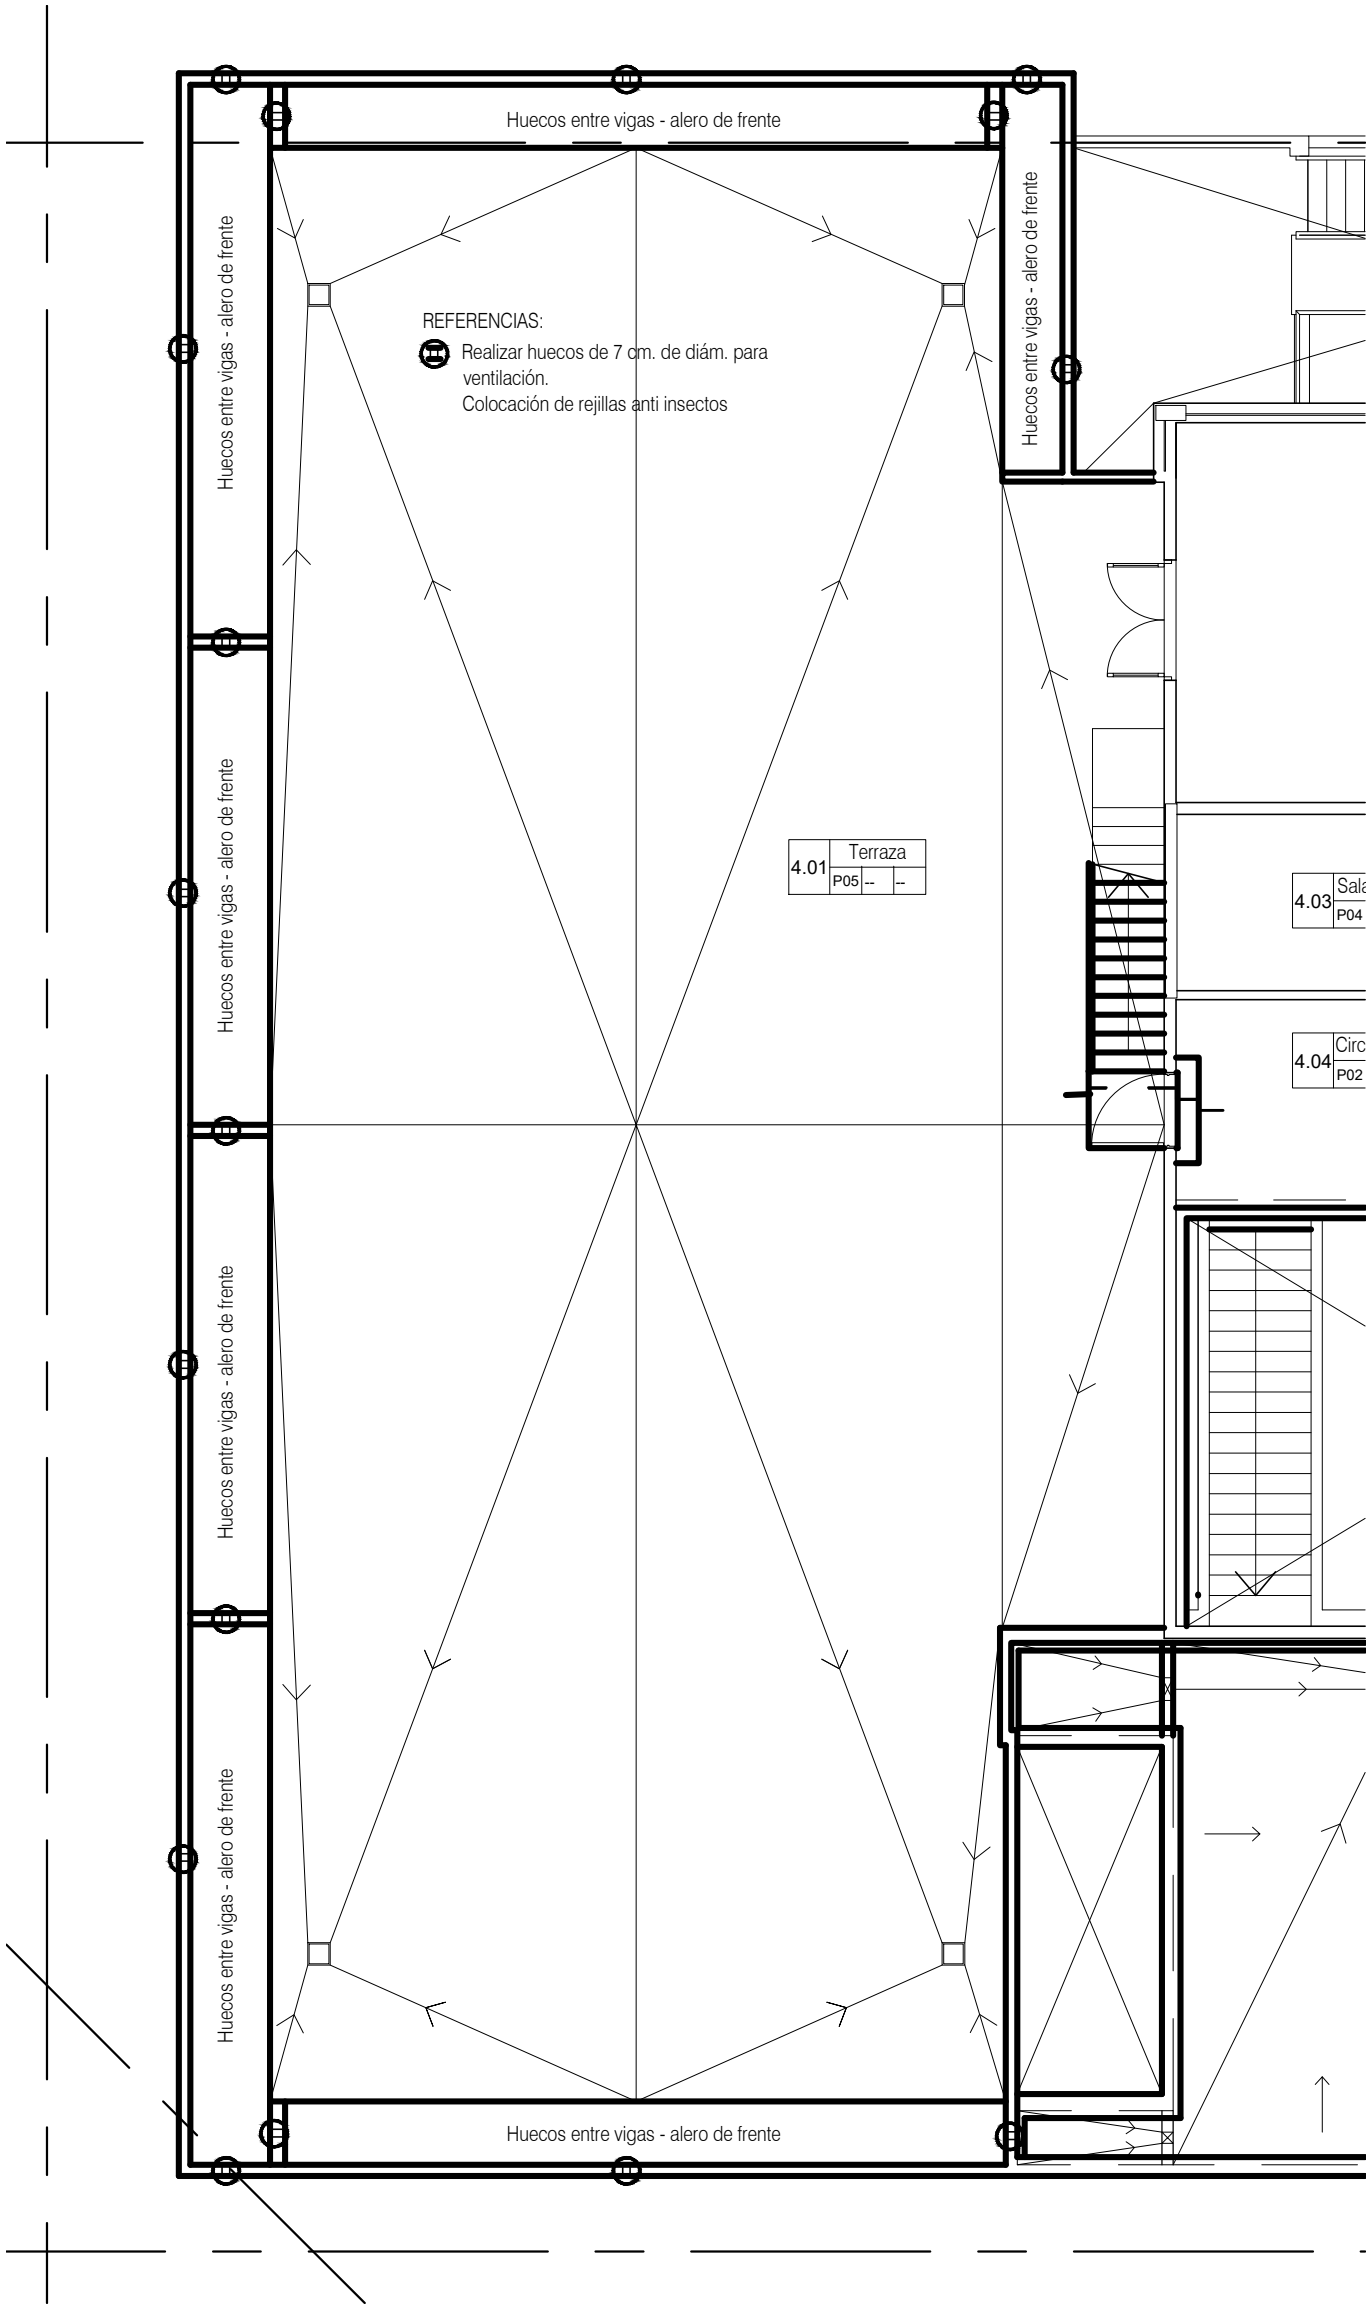 Huecos entre vigas - alero de frente
Huecos entre vigas - alero de frente
Huecos entre vigas - alero de frente
REFERENCIAS:
Realizar huecos de 7 cm. de diám. para
ventilación.
Colocación de rejillas anti insectos
Huecos entre vigas - alero de frente
4.01 Terraza
P05 -- --
4.03 Sala
P04
4.04 Circ
P02
Huecos entre vigas - alero de frente
Huecos entre vigas - alero de frente
Huecos entre vigas - alero de frente